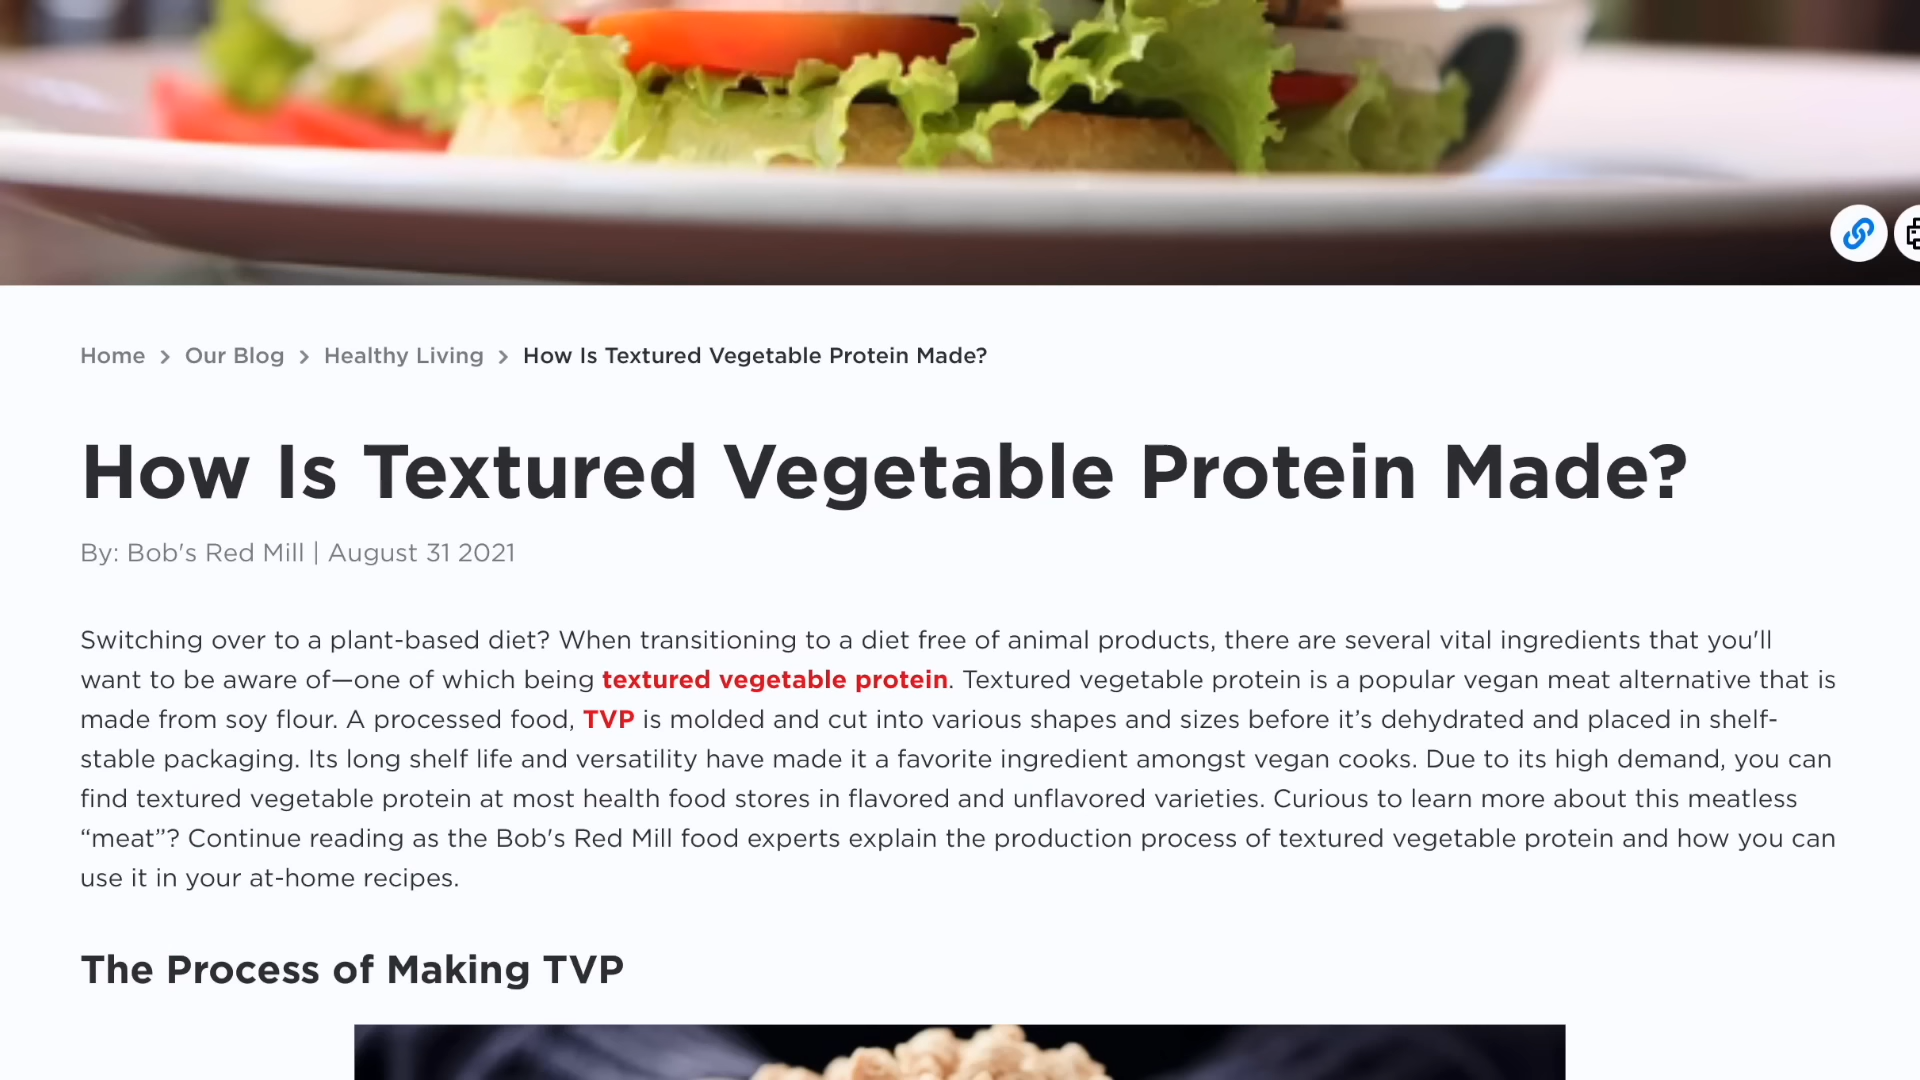 Home > Our Blog > Healthy Living > How Is Textured Vegetable Protein Made?
How Is Textured Vegetable Protein Made?
By: Bob's Red Mill | August 31 2021
Switching over to a plant-based diet? When transitioning to a diet free of animal products, there are several vital ingredients that you'll
want to be aware of—one of which being textured vegetable protein. Textured vegetable protein is a popular vegan meat alternative that is
made from soy flour. A processed food, TVP is molded and cut into various shapes and sizes before it’s dehydrated and placed in shelf-
stable packaging. Its long shelf life and versatility have made it a favorite ingredient amongst vegan cooks. Due to its high demand, you can
find textured vegetable protein at most health food stores in flavored and unflavored varieties. Curious to learn more about this meatless
“meat”? Continue reading as the Bob's Red Mill food experts explain the production process of textured vegetable protein and how you can
use it in your at-home recipes.
The Process of Making TVP